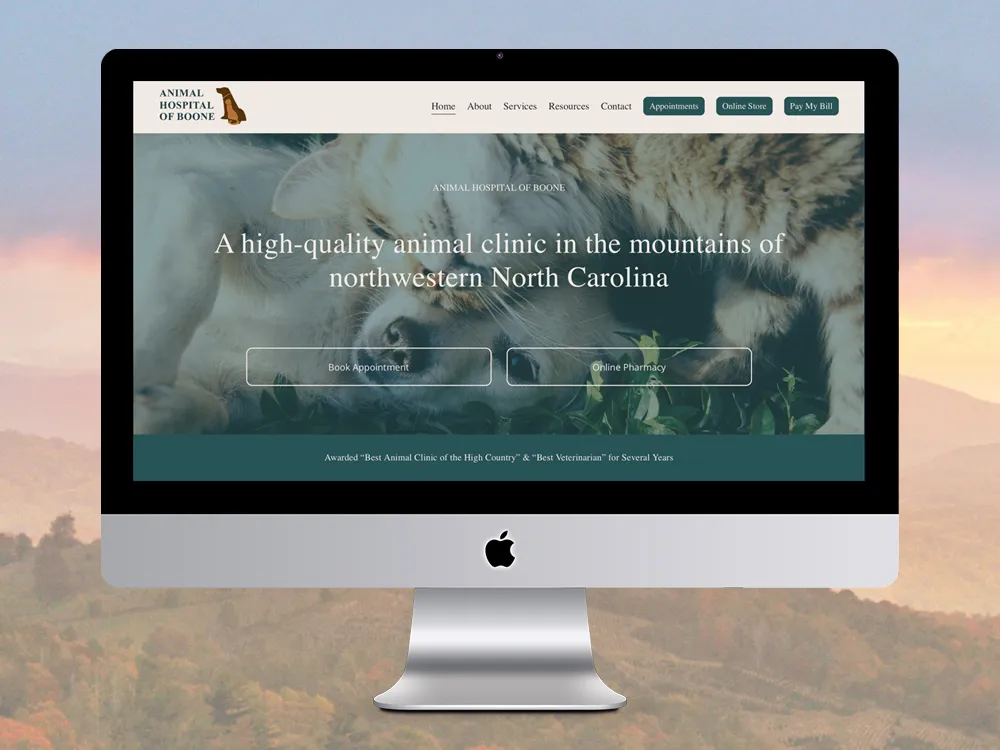 ANIMAL
HOSPITAL
OF BOONE
Home About Services Resources Contact Appointments Online Store Pay My Bill
ANIMAL HOSPITAL OF BOONE
A high-quality animal clinic in the mountains of
northwestern North Carolina
Book Appointment Online Pharmacy
Awarded “Best Animal Clinic of the High Country” & “Best Veterinarian” for Several Years